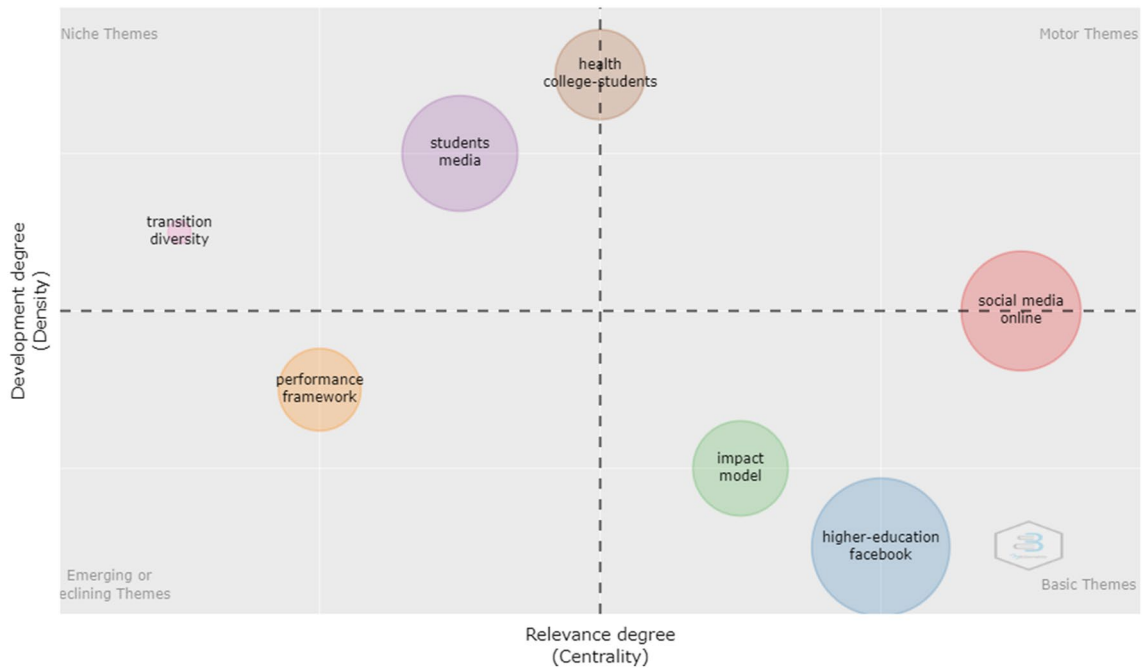 Niche Themes
Motor Themes
health
college-students
students
media
transition
diversity
social media
online
performance
framework
impact
model
higher-education
facebook
Emerging or
eclining Themes
Basic Themes
Development degree
(Density)
Relevance degree
(Centrality)